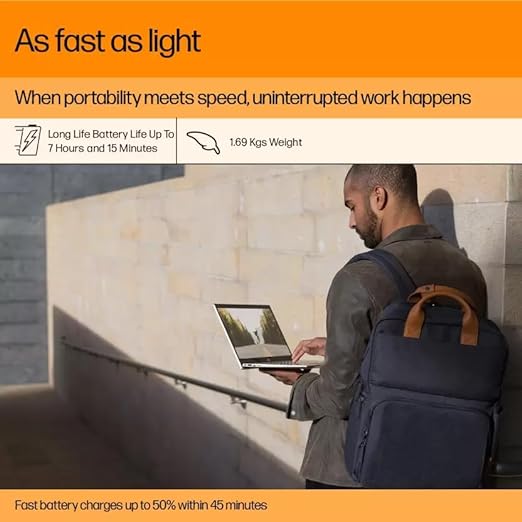 As fast as light
When portability meets speed, uninterrupted work happens
Long Life Battery Life Up To
7 Hours and 15 Minutes
1.69 Kgs Weight
Fast battery charges up to 50% within 45 minutes